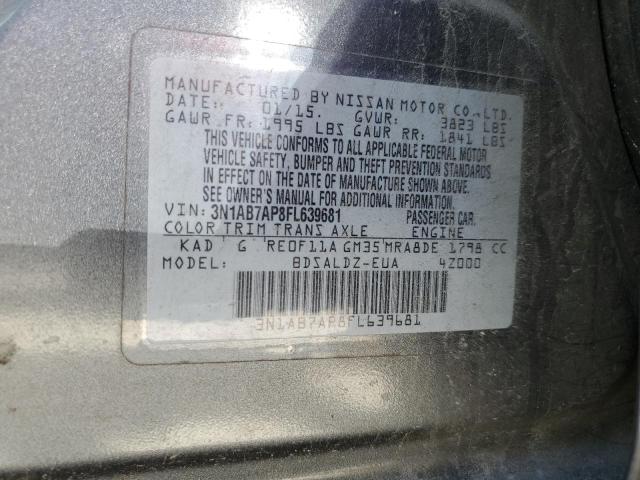 MANUFACTURED BY NISSAN MOTOR CO., LTD.
DATE: 01/15. GVWR: 3823 LBS
GAWR FR: 1995 LBS GAWR RR: 1841 LBS
THIS VEHICLE CONFORMS TO ALL APPLICABLE FEDERAL MOTOR
VEHICLE SAFETY, BUMPER AND THEFT PREVENTION STANDARDS
IN EFFECT ON THE DATE OF MANUFACTURE SHOWN ABOVE.
SEE OWNER'S MANUAL FOR ADDITIONAL INFORMATION
VIN: 3N1AB7AP8FL639681 PASSENGER CAR.
COLOR TRIM TRANS AXLE ENGINE
KAD G RE0F11A GM35 MRA8DE 1798 CC
MODEL: BDSALDZ-EUA 4Z000
3N1AB7AP8FL639681